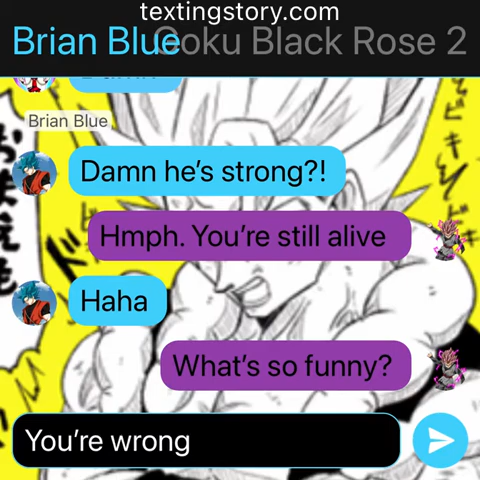 textingstory.com
Brian Blue Goku Black Rose 2
Brian Blue
Damn he's strong?!
Hmph. You're still alive
Haha
What's so funny?
You're wrong